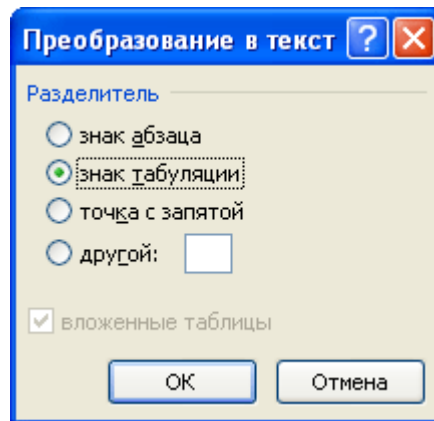 Преобразование в текст
Разделитель
знак абзаца
знак табуляции
точка с запятой
другой:
вложенные таблицы
ОК
Отмена